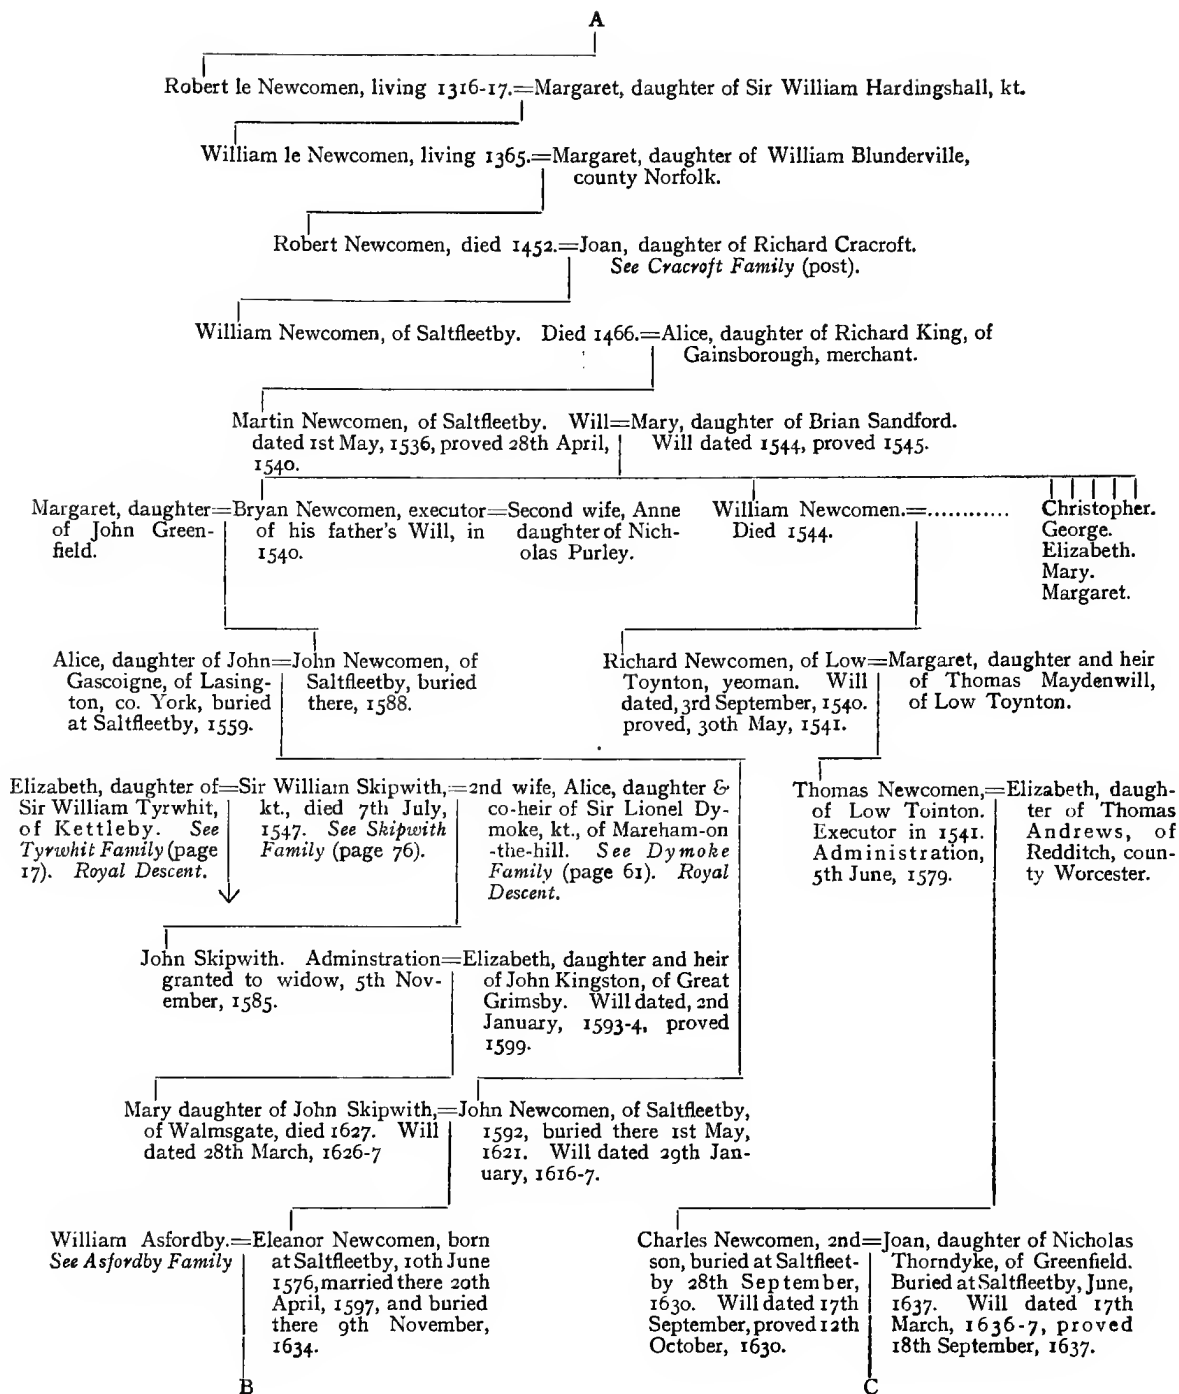 A
Robert le Newcomen, living 1316-17.=Margaret, daughter of Sir William Hardingshall, kt.
William le Newcomen, living 1365.=Margaret, daughter of William Blunderville,
county Norfolk.
Robert Newcomen, died 1452.=Joan, daughter of Richard Cracroft.
See Cracroft Family (post).
William Newcomen, of Saltfleetby. Died 1466.=Alice, daughter of Richard King, of
Gainsborough, merchant.
Martin Newcomen, of Saltfleetby. Will=Mary, daughter of Brian Sandford.
dated 1st May, 1536, proved 28th April, Will dated 1544, proved 1545.
1540.
Margaret, daughter=Bryan Newcomen, executor=Second wife, Anne
of John Green- of his father's Will, in daughter of Nich-
field. 1540. olas Purley.
William Newcomen.=............
Died 1544.
Christopher.
George.
Elizabeth.
Mary.
Margaret.
Alice, daughter of John=John Newcomen, of
Gascoigne, of Lasing- Saltfleetby, buried
ton, co. York, buried there, 1588.
at Saltfleetby, 1559.
Richard Newcomen, of Low=Margaret, daughter and heir
Toynton, yeoman. Will of Thomas Maydenwill,
dated, 3rd September, 1540. of Low Toynton.
proved, 30th May, 1541.
Elizabeth, daughter of=Sir William Skipwith,=2nd wife, Alice, daughter &
Sir William Tyrwhit, kt., died 7th July, co-heir of Sir Lionel Dy-
of Kettleby. See 1547. See Skipwith moke, kt., of Mareham-on
Tyrwhit Family (page Family (page 76). -the-hill. See Dymoke
17). Royal Descent. Family (page 61). Royal
Descent.
Thomas Newcomen,=Elizabeth, daugh-
of Low Tointon. ter of Thomas
Executor in 1541. Andrews, of
Administration, Redditch, coun-
5th June, 1579. ty Worcester.
John Skipwith. Adminstration=Elizabeth, daughter and heir
granted to widow, 5th Nov- of John Kingston, of Great
ember, 1585. Grimsby. Will dated, 2nd
January, 1593-4, proved
1599.
Mary daughter of John Skipwith,=John Newcomen, of Saltfleetby,
of Walmsgate, died 1627. Will 1592, buried there 1st May,
dated 28th March, 1626-7 1621. Will dated 29th Jan-
uary, 1616-7.
William Asfordby.=Eleanor Newcomen, born
See Asfordby Family at Saltfleetby, 10th June
1576, married there 20th
April, 1597, and buried
there 9th November,
1634.
Charles Newcomen, 2nd=Joan, daughter of Nicholas
son, buried at Saltfleet- Thorndyke, of Greenfield.
by 28th September, Buried at Saltfleetby, June,
1630. Will dated 17th 1637. Will dated 17th
September, proved 12th March, 1636-7, proved
October, 1630. 18th September, 1637.
B C